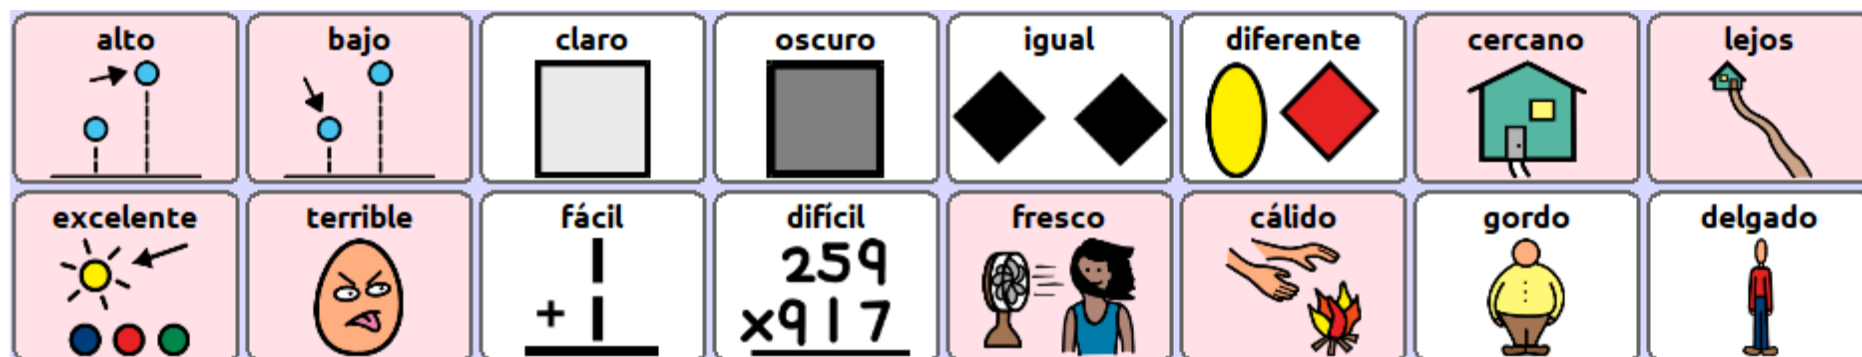 alto bajo claro oscuro igual diferente cercano lejos
excelente terrible fácil difícil fresco cálido gordo delgado
1 259
+ 1 x917